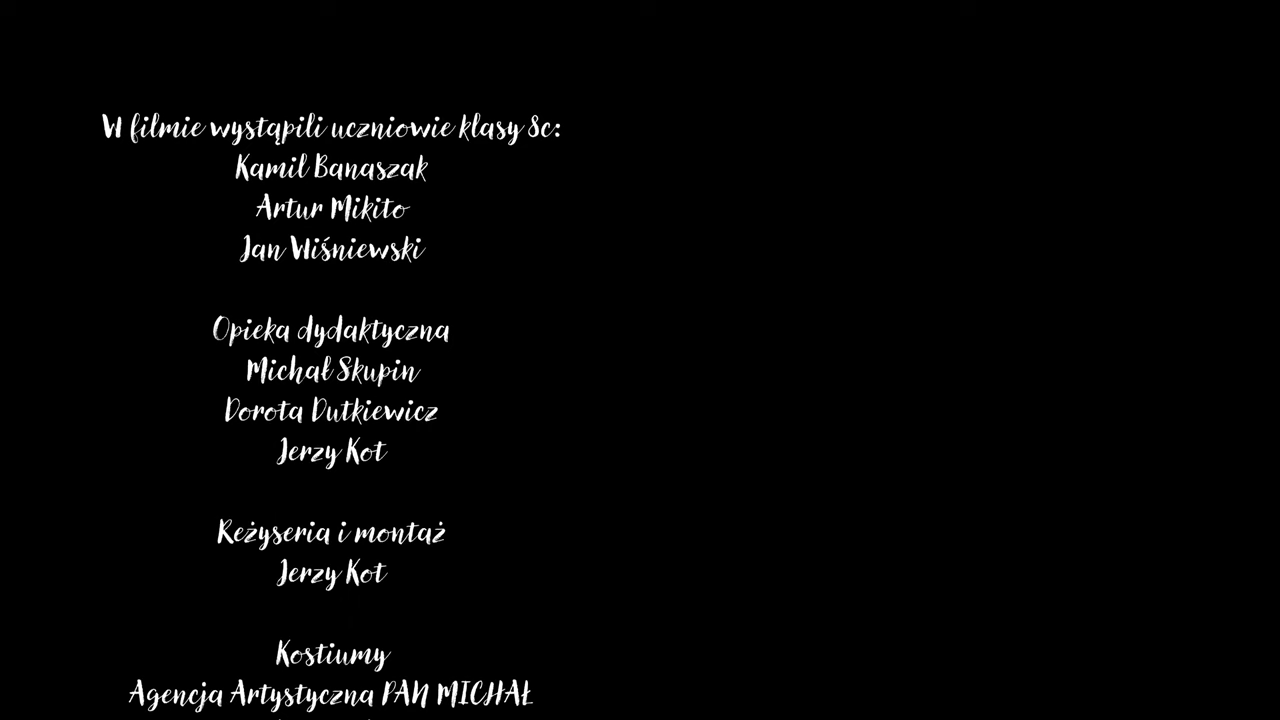 W filmie wystąpili uczniowie klasy 8c:
Kamil Banaszak
Artur Mikito
Jan Wiśniewski
Opieka dydaktyczna
Michał Skupin
Dorota Dutkiewicz
Jerzy Kot
Reżyseria i montaż
Jerzy Kot
Kostiumy
Agencja Artystyczna PAN MICHAŁ